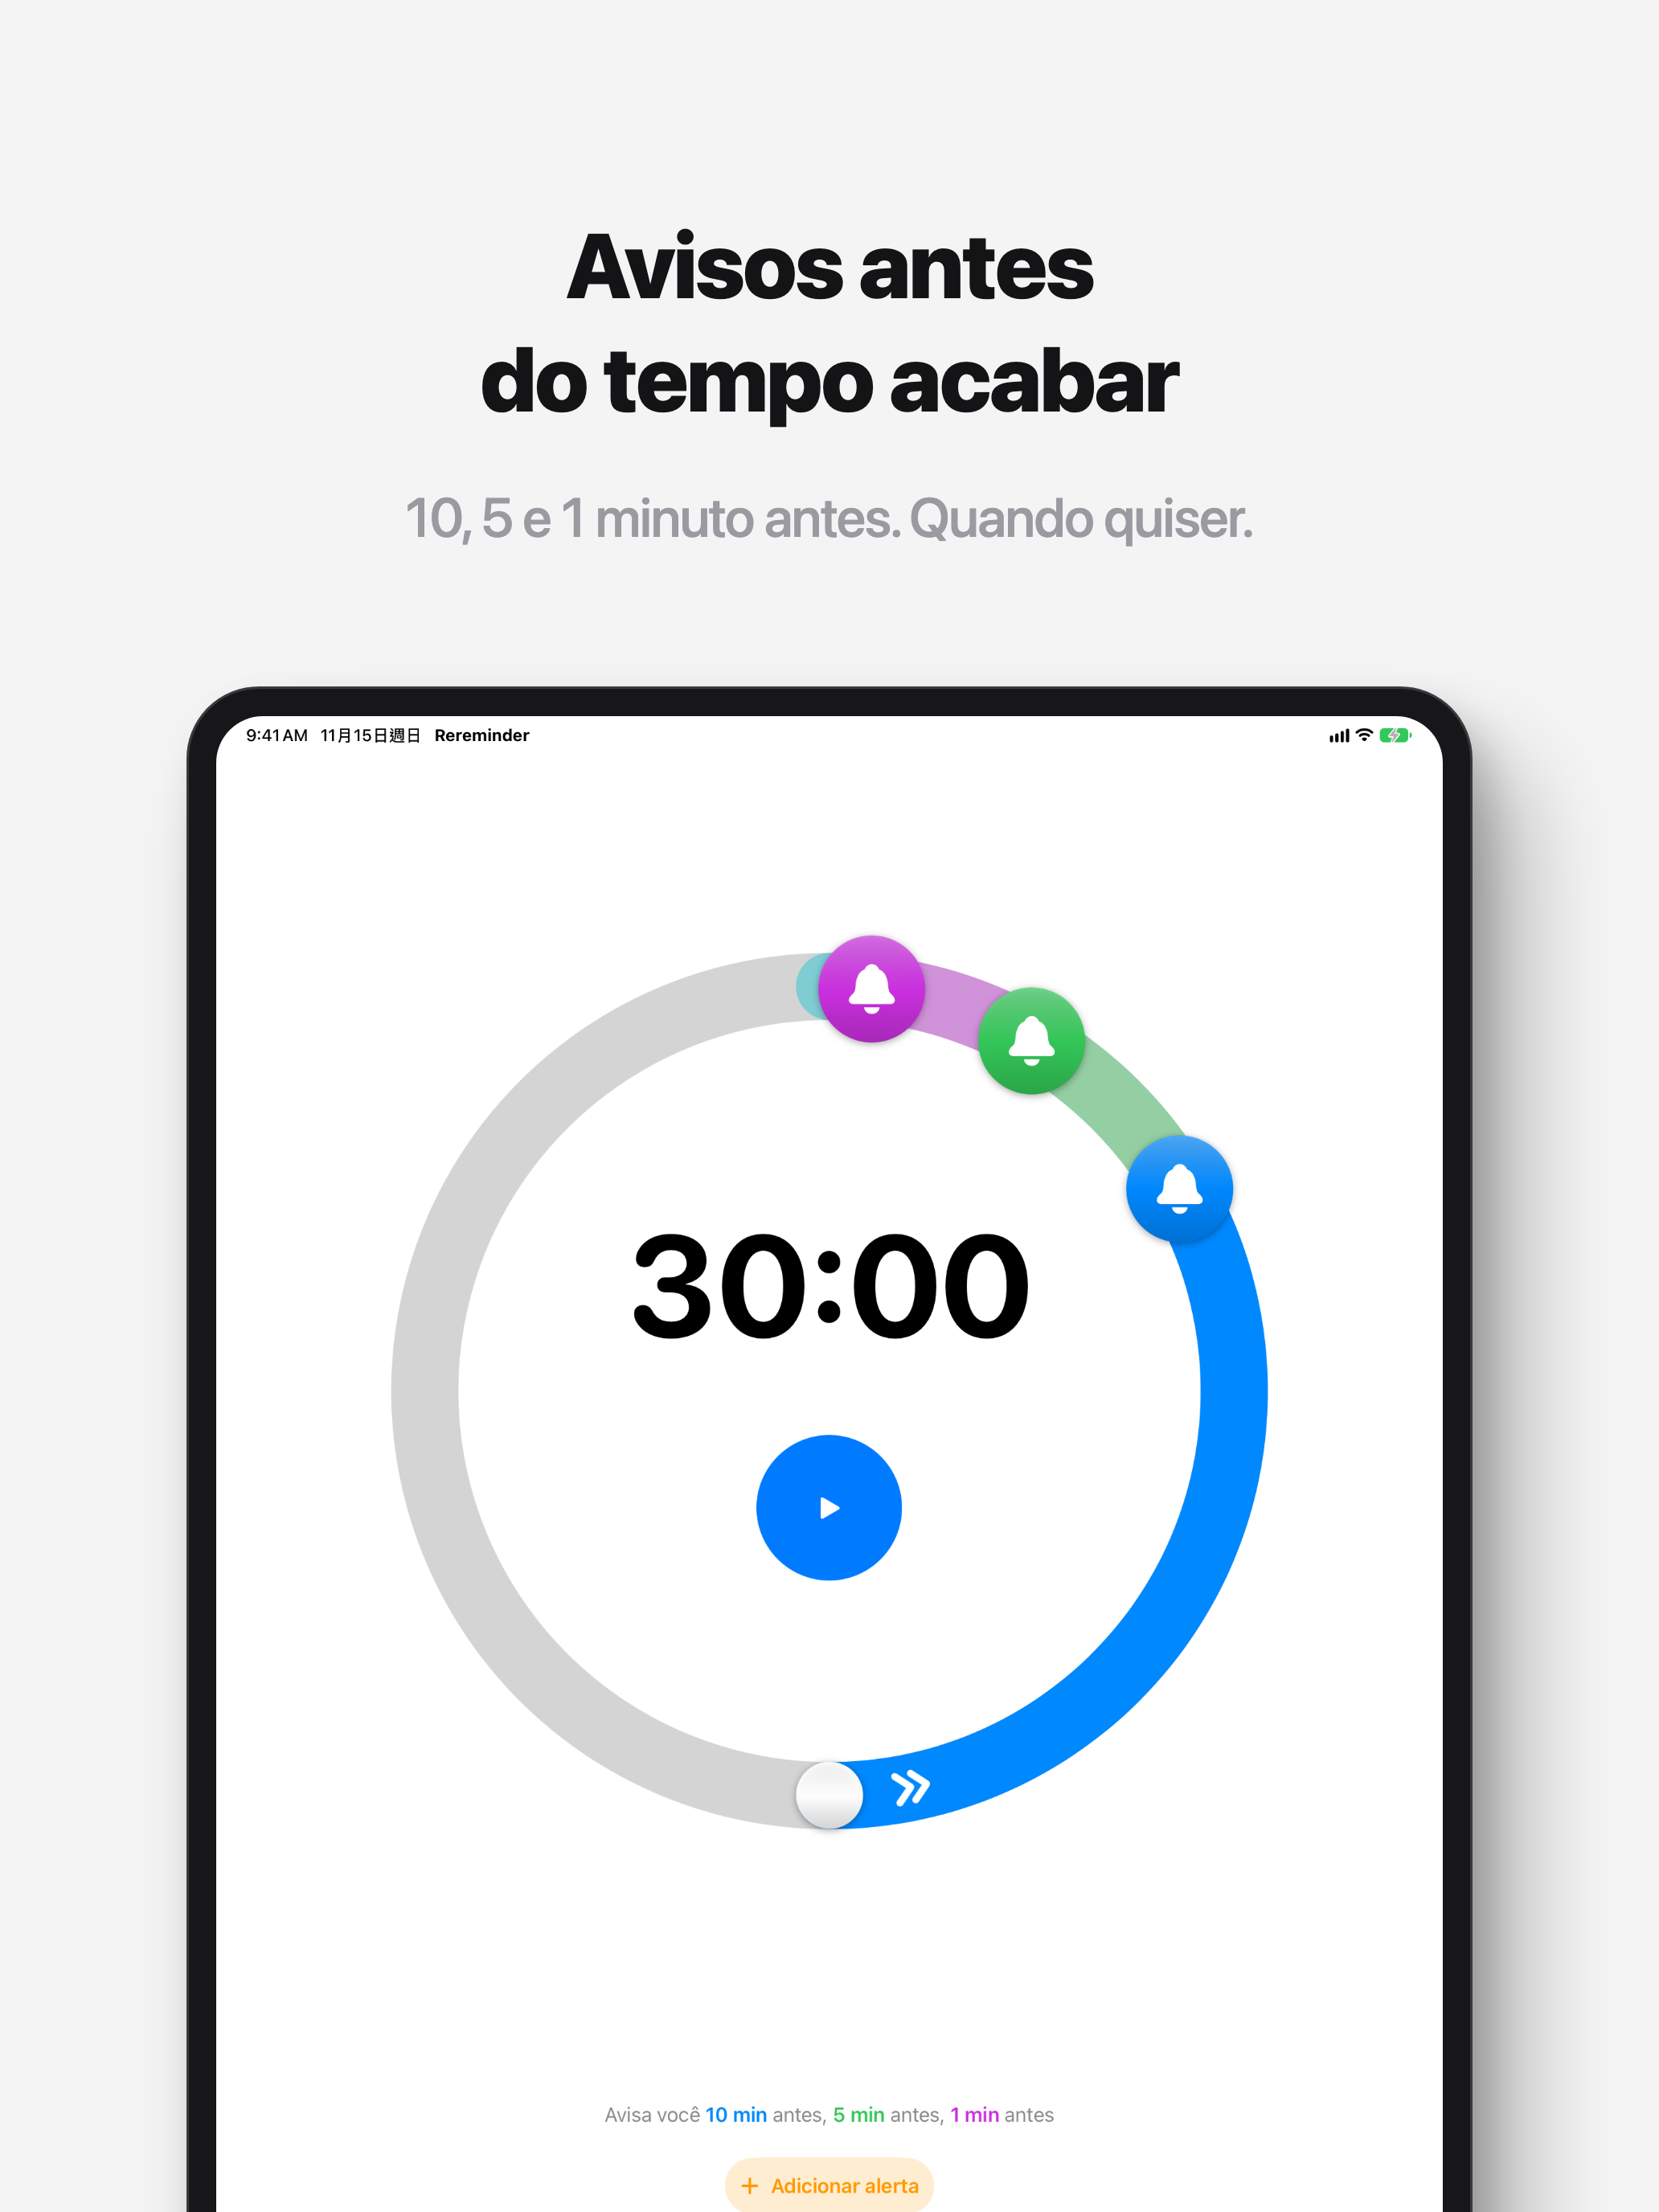 Avisos antes
do tempo acabar
10, 5 e 1 minuto antes. Quando quiser.
9:41 AM 11月15日週日 Rereminder
30:00
Avisa você 10 min antes, 5 min antes, 1 min antes
+ Adicionar alerta